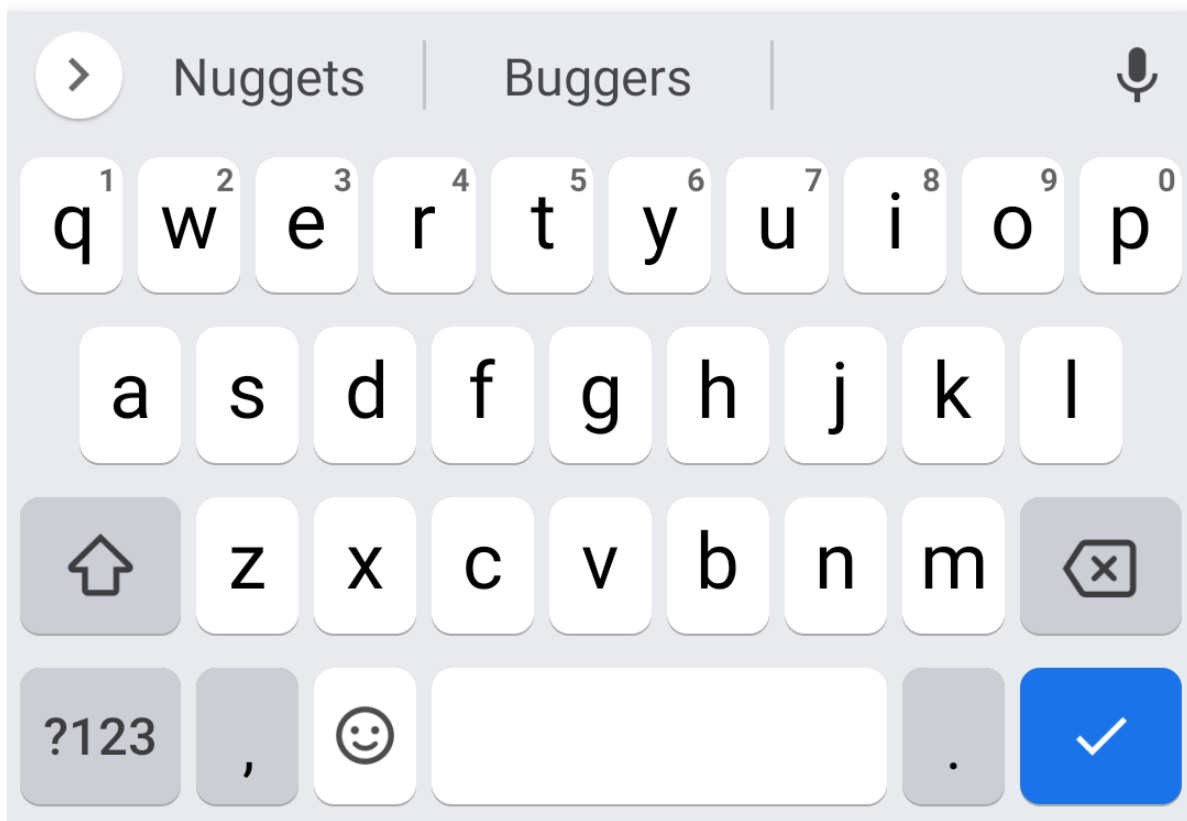 Nuggets Buggers
1 2 3 4 5 6 7 8 9 0
q w e r t y u i o p
a s d f g h j k l
z x c v b n m
?123 , .